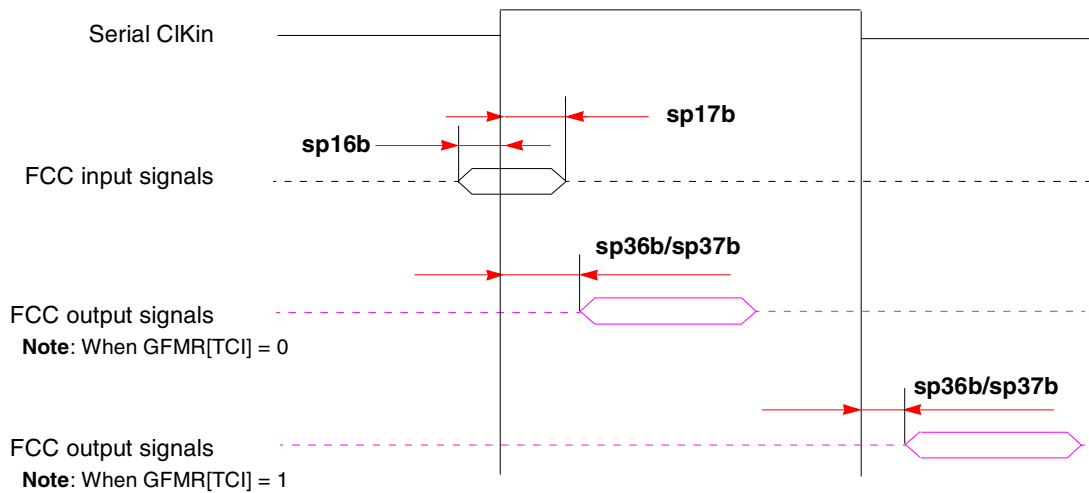 Serial ClKin
sp17b
sp16b
FCC input signals
sp36b/sp37b
FCC output signals
Note: When GFMR[TCI] = 0
sp36b/sp37b
FCC output signals
Note: When GFMR[TCI] = 1